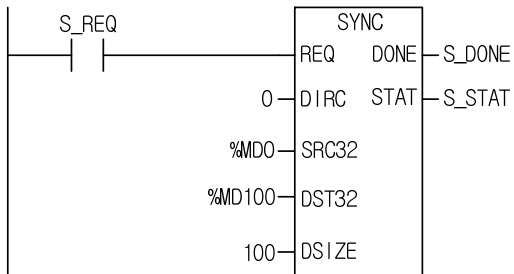 S_REQ
SYNC
REQ DONE S_DONE
0 DIRC STAT S_STAT
%MD0 SRC32
%MD100 DST32
100 DSIZE